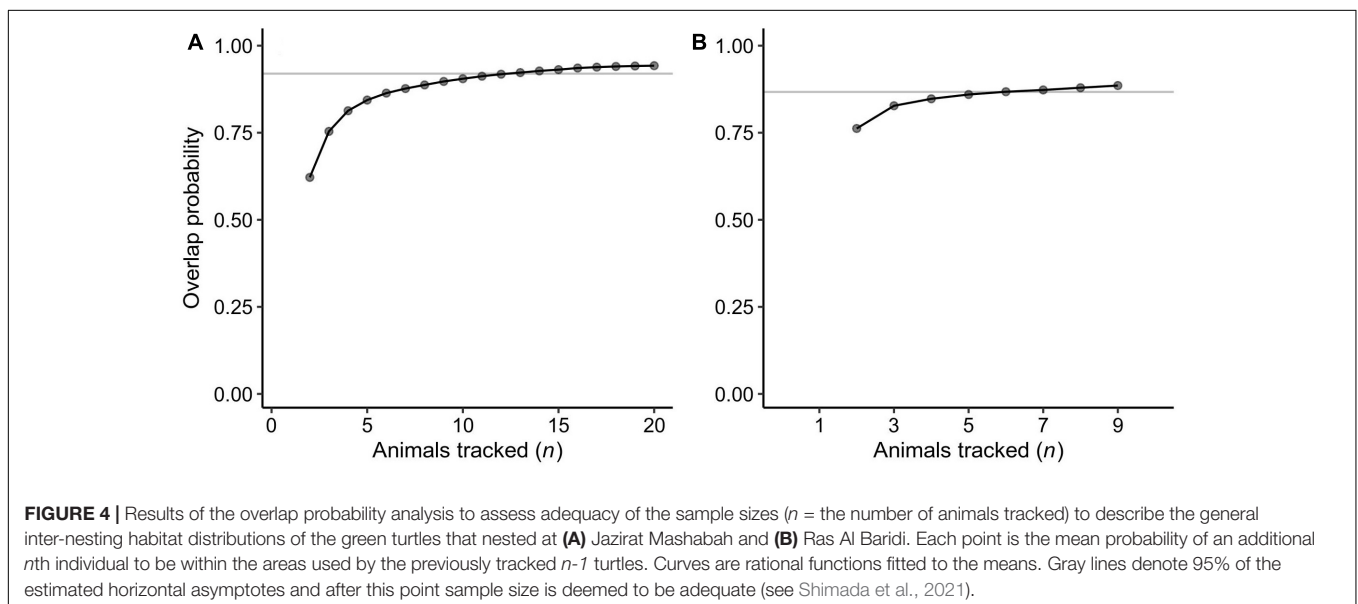 A
B
1.00
0.75
0.50
0.25
0.00
Overlap probability
0 5 10 15 20
Animals tracked (n)
1.00
0.75
0.50
0.25
0.00
1 3 5 7 9
Animals tracked (n)
FIGURE 4 | Results of the overlap probability analysis to assess adequacy of the sample sizes (n = the number of animals tracked) to describe the general
inter-nesting habitat distributions of the green turtles that nested at (A) Jazirat Mashabah and (B) Ras Al Baridi. Each point is the mean probability of an additional
nth individual to be within the areas used by the previously tracked n-1 turtles. Curves are rational functions fitted to the means. Gray lines denote 95% of the
estimated horizontal asymptotes and after this point sample size is deemed to be adequate (see Shimada et al., 2021).